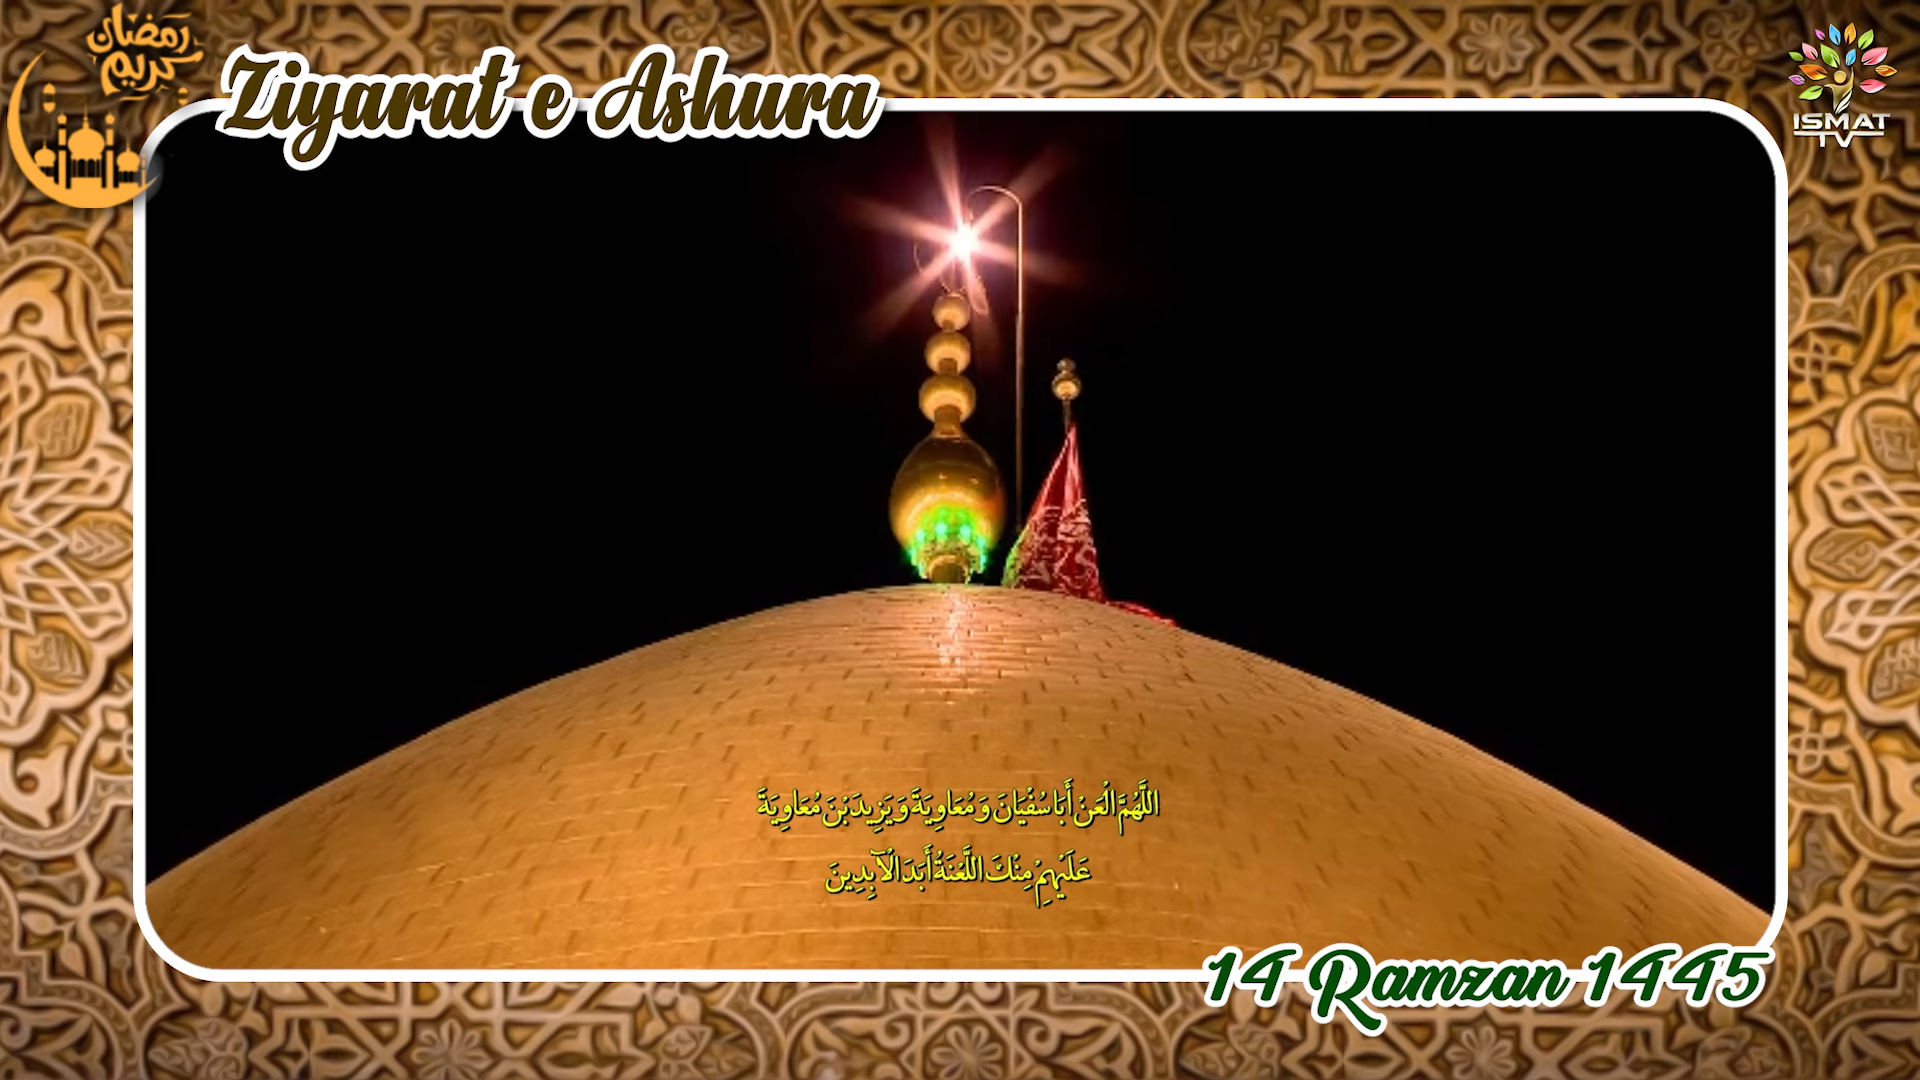 رمضان
كريم
Ziyarat e Ashura
ISMAT
TV
اللَّهُمَّ الْعَنْ أَبَا سُفْيَانَ وَ مُعَاوِيَةَ وَ يَزِيدَ بْنَ مُعَاوِيَةَ
عَلَيْهِمْ مِنْكَ اللَّعْنَةُ أَبَدَ الْآبِدِينَ
14 Ramzan 1445